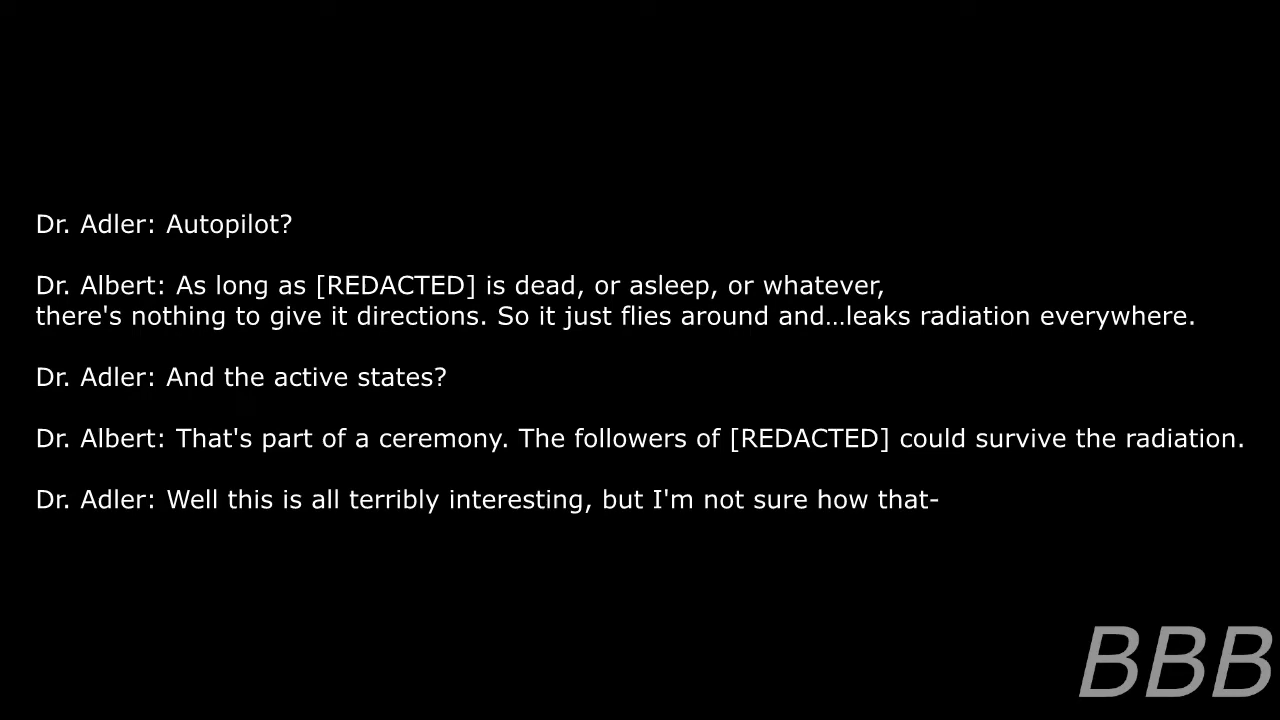 Dr. Adler: Autopilot?
Dr. Albert: As long as [REDACTED] is dead, or asleep, or whatever,
there's nothing to give it directions. So it just flies around and...leaks radiation everywhere.
Dr. Adler: And the active states?
Dr. Albert: That's part of a ceremony. The followers of [REDACTED] could survive the radiation.
Dr. Adler: Well this is all terribly interesting, but I'm not sure how that-
BBB